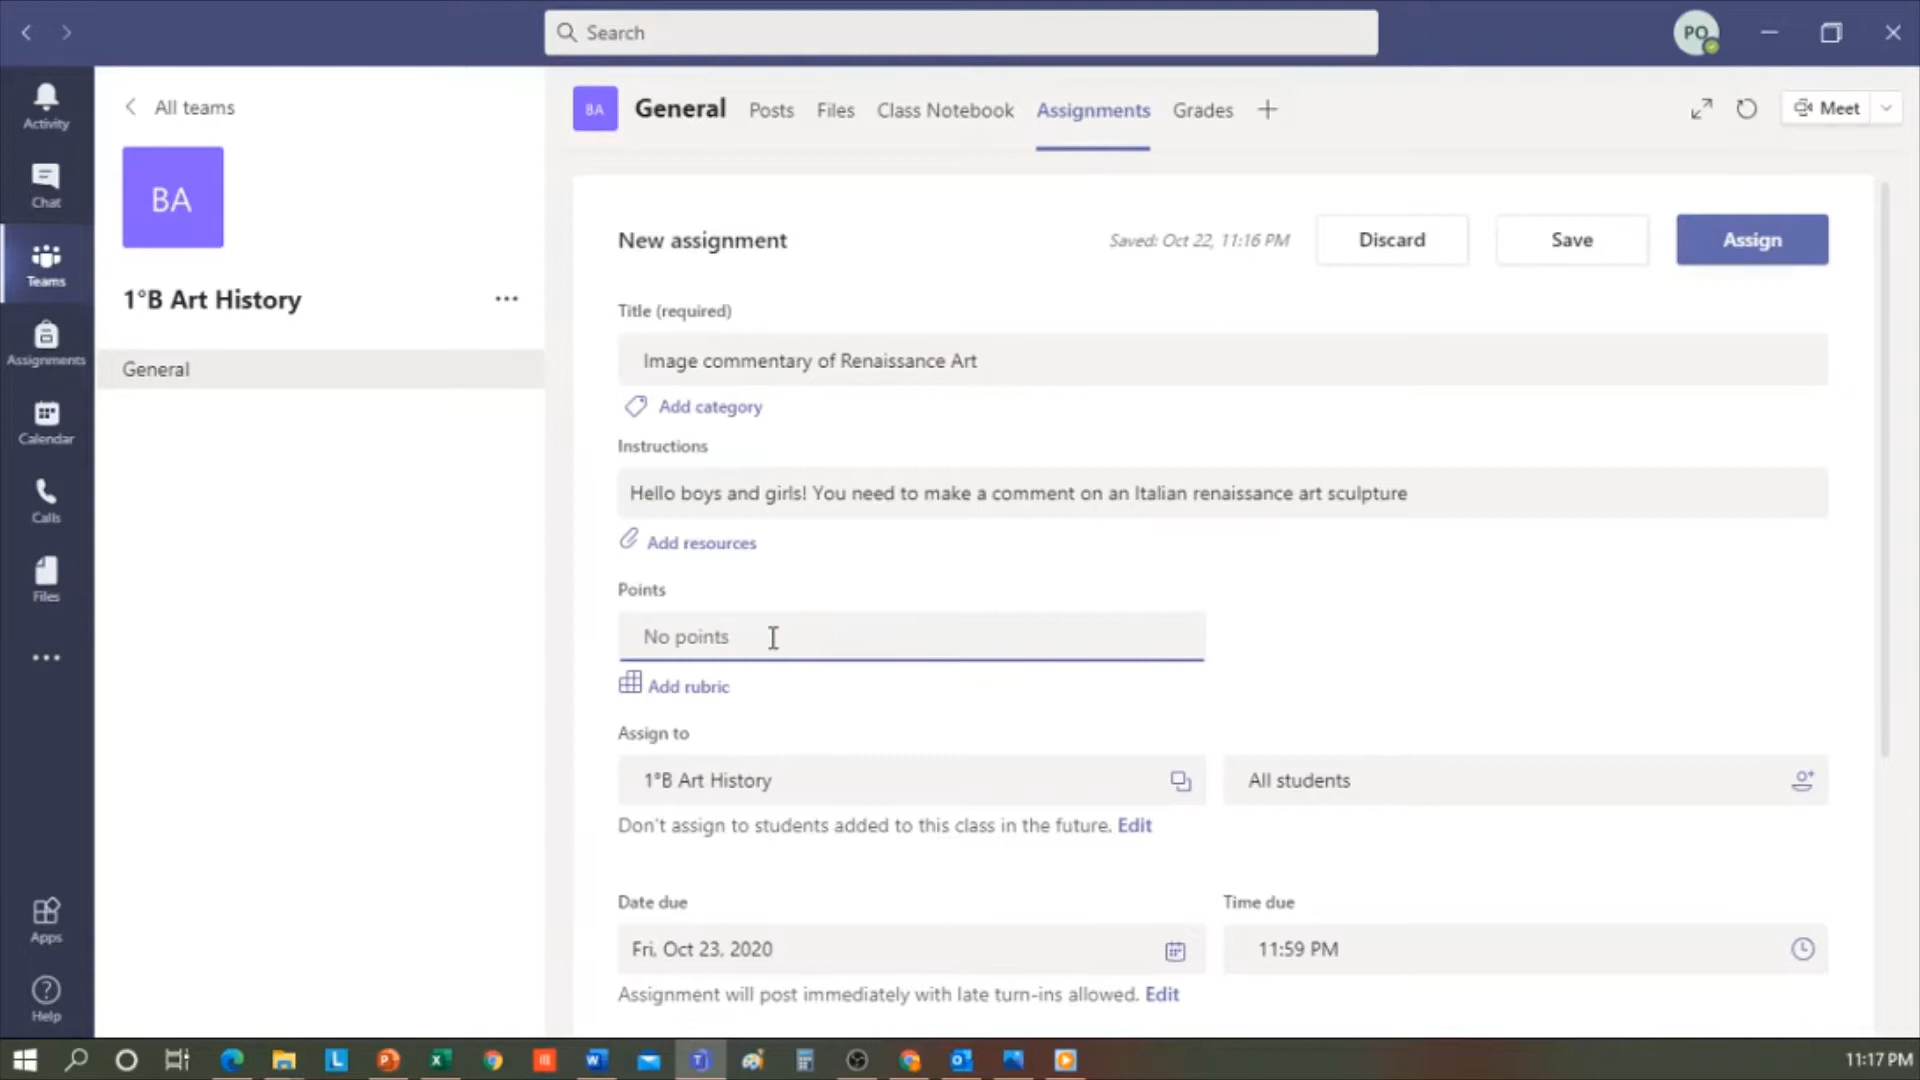 Search
PO
Activity
Chat
Teams
Assignments
Calendar
Calls
Files
Apps
Help
All teams
BA
1°B Art History
General
BA
General
Posts
Files
Class Notebook
Assignments
Grades
Meet
New assignment
Saved: Oct 22, 11:16 PM
Discard
Save
Assign
Title (required)
Image commentary of Renaissance Art
Add category
Instructions
Hello boys and girls! You need to make a comment on an Italian renaissance art sculpture
Add resources
Points
No points
Add rubric
Assign to
1°B Art History
All students
Don't assign to students added to this class in the future. Edit
Date due
Time due
Fri, Oct 23, 2020
11:59 PM
Assignment will post immediately with late turn-ins allowed. Edit
11:17 PM